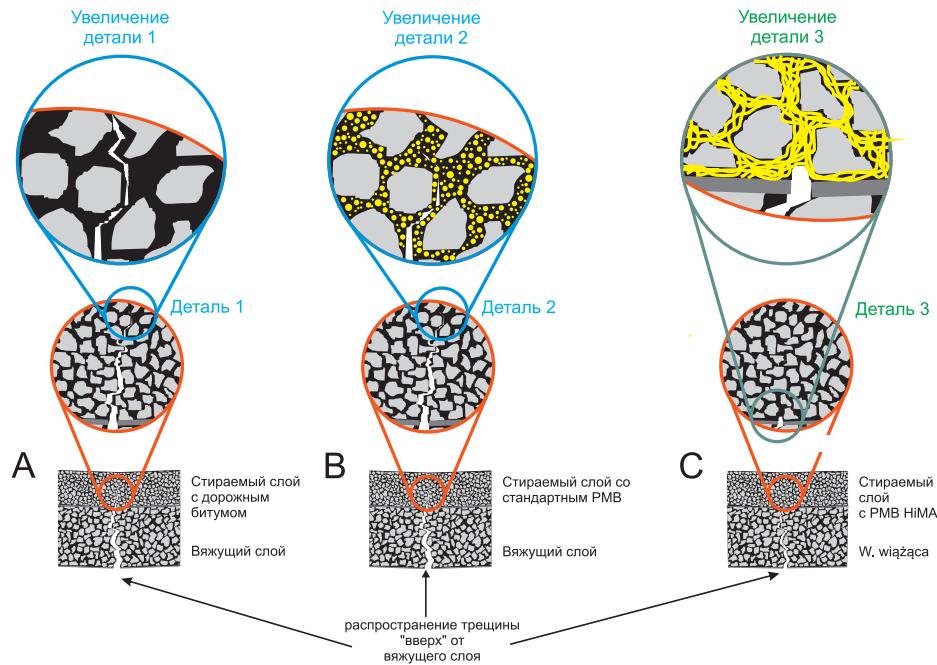 Увеличение
детали 1
Увеличение
детали 2
Увеличение
детали 3
Деталь 1
Деталь 2
Деталь 3
A
Стираемый слой
с дорожным
битумом
Вяжущий слой
B
Стираемый слой со
стандартным PMB
Вяжущий слой
C
Стираемый
слой
с PMB HiMA
W. wiążąca
распространение трещины
"вверх" от
вяжущего слоя